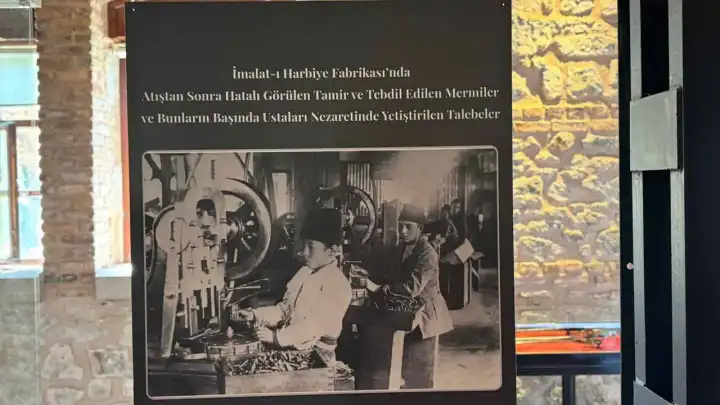 İmalat-ı Harbiye Fabrikası'nda
Atıştan Sonra Hatalı Görülen Tamir ve Tebdil Edilen Mermiler
ve Bunların Başında Ustaları Nezaretinde Yetiştirilen Talebeler